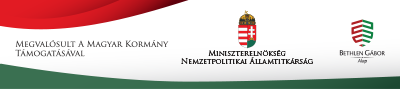 Megvalósult A Magyar Kormány
Támogatásával
Miniszterelnökség
Nemzetpolitikai Államtitkárság
Bethlen Gábor
Alap